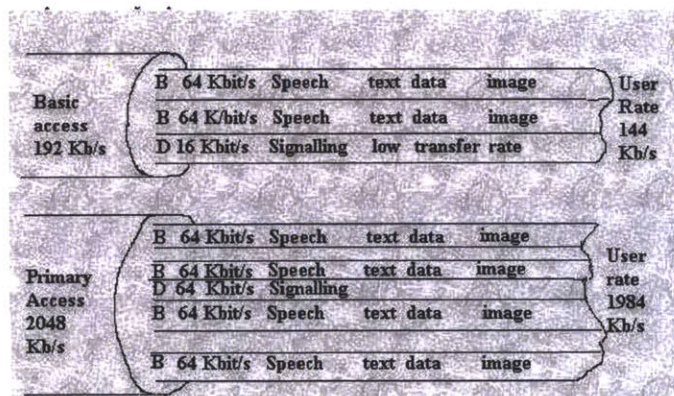 B 64 Kbit/s Speech text data image
B 64 K/bit/s Speech text data image
D 16 Kbit/s Signalling low transfer rate
Basic
access
192 Kb/s
User
Rate
144
Kb/s
B 64 Kbit/s Speech text data image
B 64 Kbit/s Speech text data image
D 64 Kbit/s Signalling
B 64 Kbit/s Speech text data image
B 64 Kbit/s Speech text data image
Primary
Access
2048
Kb/s
User
rate
1984
Kb/s